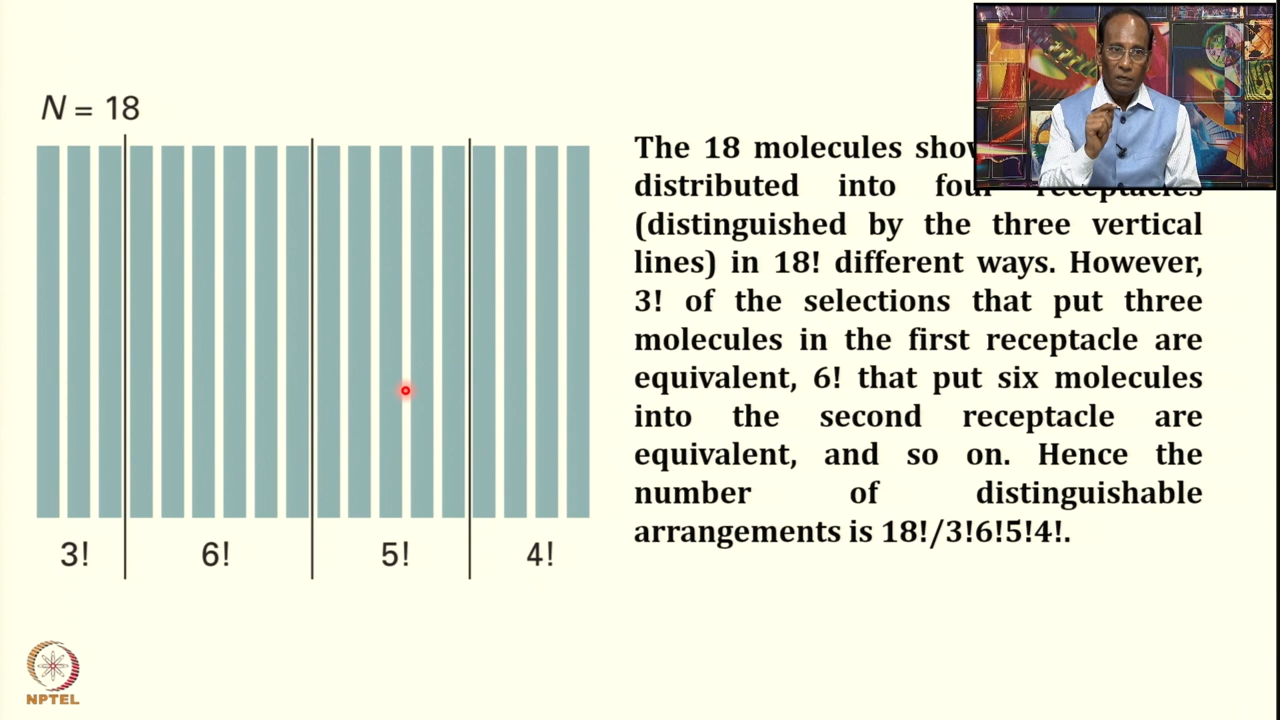 N = 18
3!
6!
5!
4!
The 18 molecules
distributed into four receptacles
(distinguished by the three vertical
lines) in 18! different ways. However,
3! of the selections that put three
molecules in the first receptacle are
equivalent, 6! that put six molecules
into the second receptacle are
equivalent, and so on. Hence the
number of distinguishable
arrangements is 18!/3!6!5!4!.
NPTEL